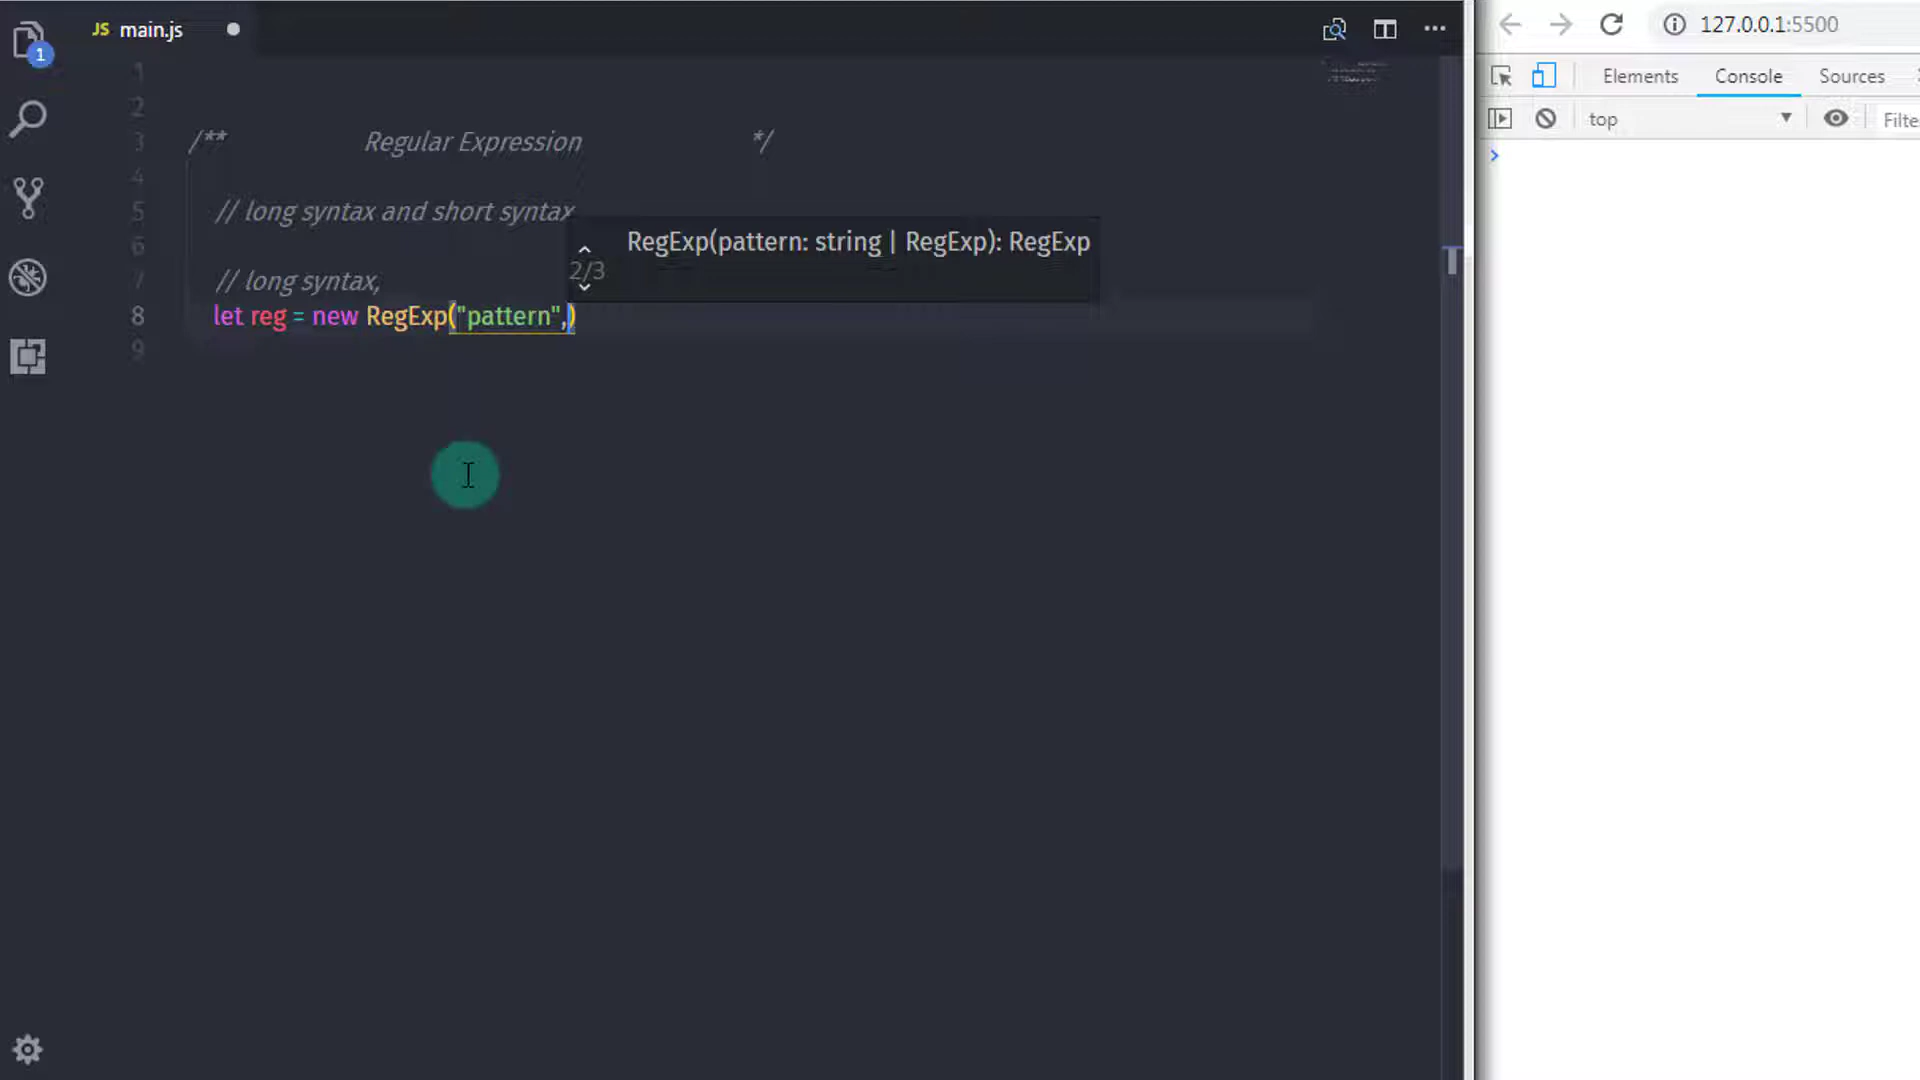 JS main.js
1
127.0.0.1:5500
Elements Console Sources
top Filte
1
2
3 /** Regular Expression */
4
5 // long syntax and short syntax
6
RegExp(pattern: string | RegExp): RegExp
2/3
7 // long syntax,
8 let reg = new RegExp("pattern",)
9